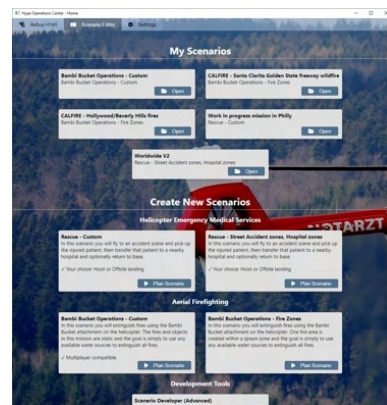 Hype Operations Center - Home
Airbus H145
Scenario Editor
Settings
My Scenarios
Bambi Bucket Operations - Custom
Bambi Bucket Operations - Custom
Open
CALFIRE - Santa Clarita Golden State freeway wildfire
Bambi Bucket Operations - Fire Zones
Open
CALFIRE - Hollywood/Beverly Hills fires
Bambi Bucket Operations - Fire Zones
Open
Work in progress mission in Philly
Rescue - Custom
Open
Worldwide V2
Rescue - Street Accident zones, Hospital zones
Open
Create New Scenarios
NOTARZT
Helicopter Emergency Medical Services
Rescue - Custom
In this scenario you will fly to an accident scene and pick up
the injured patient, then transfer that patient to a nearby
hospital and optionally return to base.
✓ Your choice: Hoist or Offsite landing
Plan Scenario
Rescue - Street Accident zones, Hospital zones
In this scenario you will fly to an accident scene and pick
up the injured patient, then transfer that patient to a nearby
hospital and optionally return to base.
✓ Your choice: Hoist or Offsite landing
Plan Scenario
Aerial Firefighting
Bambi Bucket Operations - Custom
In this scenario you will extinguish fires using the Bambi
Bucket attachment on the helicopter. The fires and objects
in this mission are static and the goal is simply to use any
available water sources to extinguish all fires.
✓ Multiplayer compatible
Plan Scenario
Bambi Bucket Operations - Fire Zones
In this scenario you will extinguish fires using the Bambi
Bucket attachment on the helicopter. One fire area is
created within a spawn zone and the goal is simply to use
any available water sources to extinguish all fires.
Plan Scenario
Development Tools
Scenario Developer (Advanced)